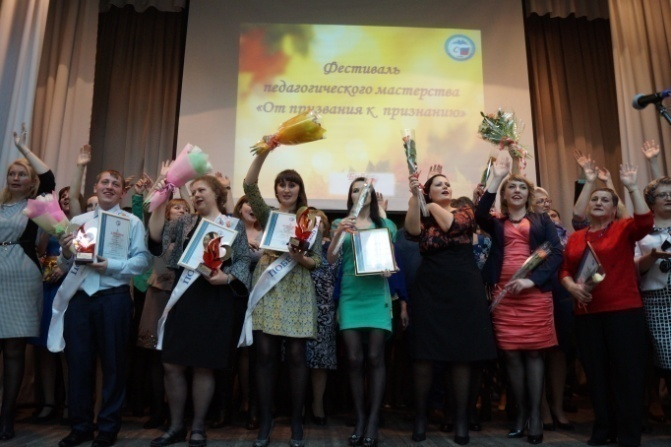 Фестиваль
педагогического мастерства
«От призвания к признанию»